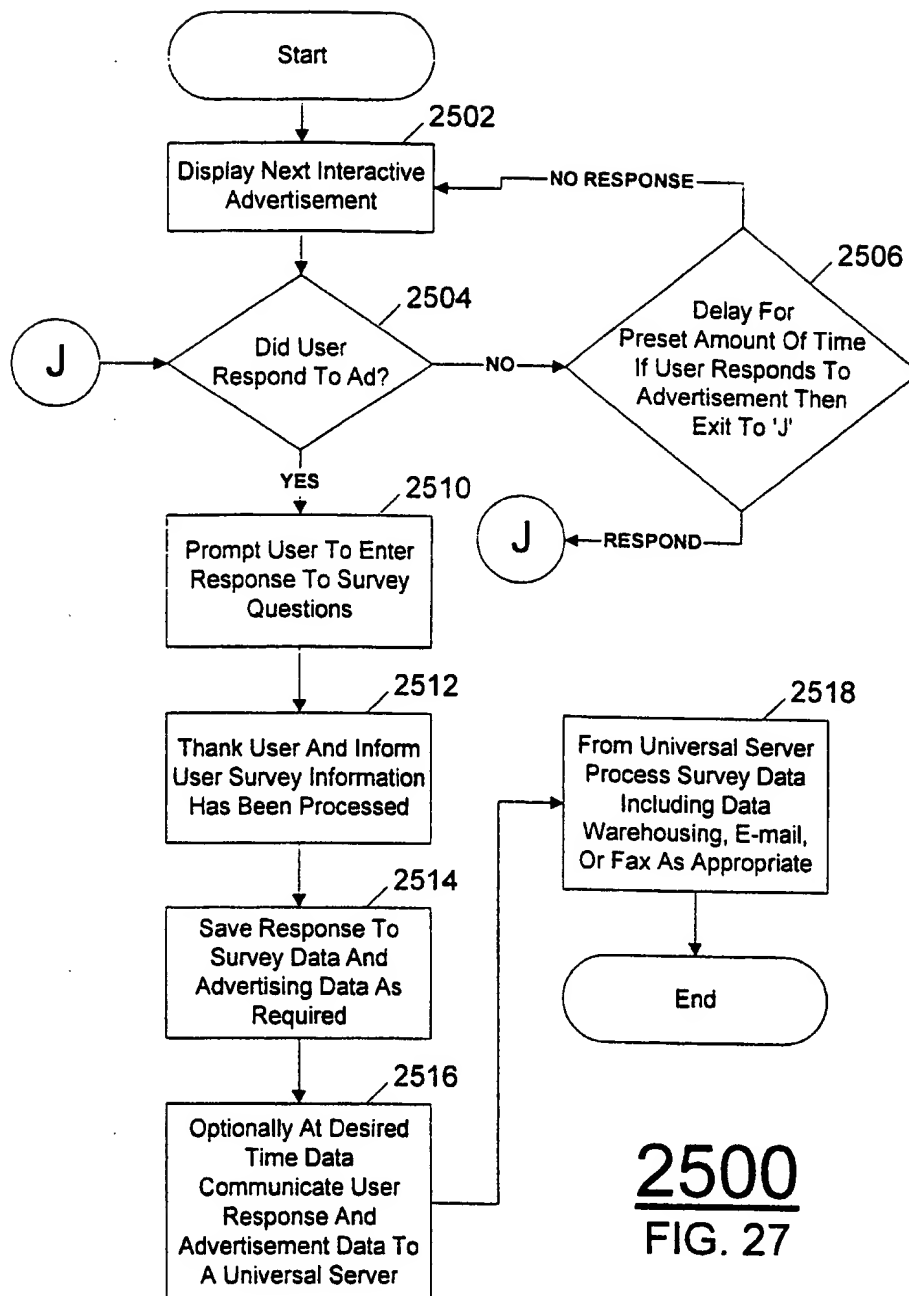 Start
2502
Display Next Interactive
Advertisement
NO RESPONSE
2504
2506
J
Did User
Respond To Ad?
NO
Delay For
Preset Amount Of Time
If User Responds To
Advertisement Then
Exit To 'J'
YES
2510
J
RESPOND
Prompt User To Enter
Response To Survey
Questions
2512
Thank User And Inform
User Survey Information
Has Been Processed
2518
From Universal Server
Process Survey Data
Including Data
Warehousing, E-mail,
Or Fax As Appropriate
2514
Save Response To
Survey Data And
Advertising Data As
Required
End
2516
Optionally At Desired
Time Data
Communicate User
Response And
Advertisement Data To
A Universal Server
2500
FIG. 27